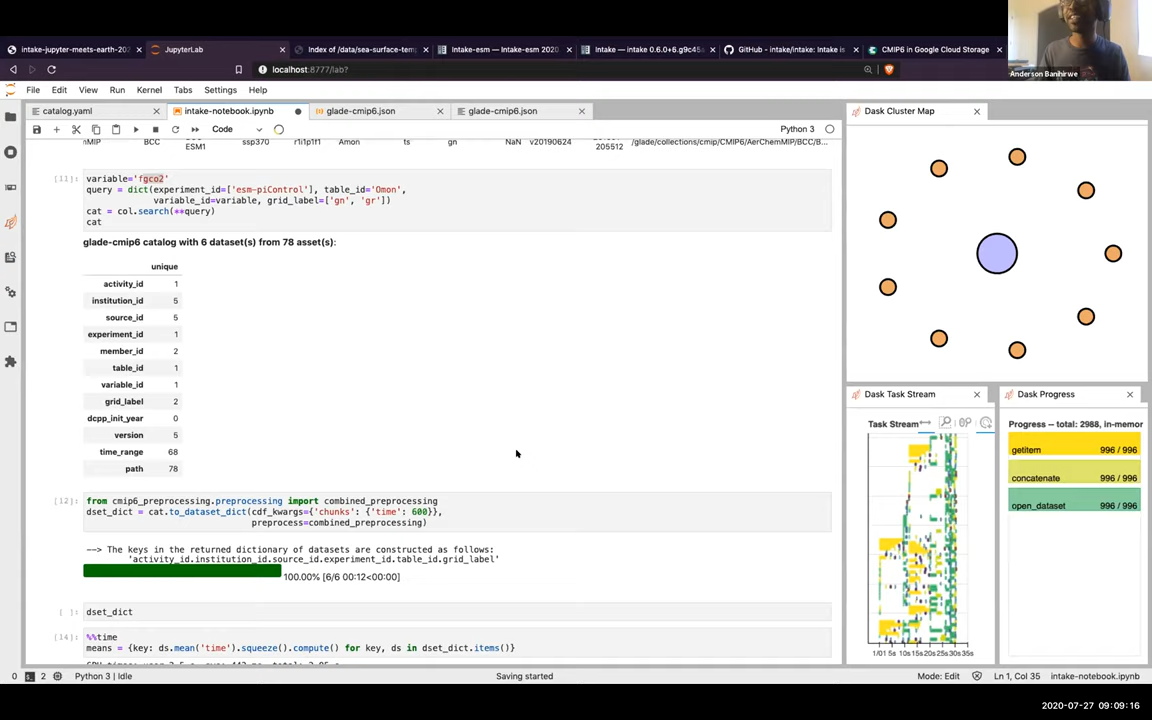 intake-jupyter-meets-earth-202
JupyterLab
Index of /data/sea-surface-tem
Intake-esm — Intake-esm 2020
Intake — intake 0.6.0+6.g9c45
GitHub - intake/intake: Intake is
CMIP6 in Google Cloud Storage
localhost:8777/lab?
Anderson Banihirwe
File Edit View Run Kernel Tabs Settings Help
catalog.yaml
intake-notebook.ipynb
glade-cmip6.json
glade-cmip6.json
Dask Cluster Map
Code
Python 3
BCC ssp370 r1i1p1f1 Amon ts gn NaN v20190624 /glade/collections/cmip/CMIP6/AerChemMIP/BCC/B...
ESM1 205512
[11]: variable='fgco2'
query = dict(experiment_id=['esm-piControl'], table_id='Omon',
variable_id=variable, grid_label=['gn', 'gr'])
cat = col.search(**query)
cat
glade-cmip6 catalog with 6 dataset(s) from 78 asset(s):
unique
activity_id 1
institution_id 5
source_id 5
experiment_id 1
member_id 2
table_id 1
variable_id 1
grid_label 2
dcpp_init_year 0
version 5
time_range 68
path 78
[12]: from cmip6_preprocessing.preprocessing import combined_preprocessing
dset_dict = cat.to_dataset_dict(cdf_kwargs={'chunks': {'time': 600}},
preprocess=combined_preprocessing)
--> The keys in the returned dictionary of datasets are constructed as follows:
'activity_id.institution_id.source_id.experiment_id.table_id.grid_label'
100.00% [6/6 00:12<00:00]
[ ]: dset_dict
[14]: %%time
means = {key: ds.mean('time').squeeze().compute() for key, ds in dset_dict.items()}
Dask Task Stream
Task Stream
1/01 5s 10s 15s 20s 25s 30s 35s
Dask Progress
Progress -- total: 2988, in-memor
getitem 996 / 996
concatenate 996 / 996
open_dataset 996 / 996
0 2 Python 3 | Idle
Saving started
Mode: Edit
Ln 1, Col 35
intake-notebook.ipynb
2020-07-27 09:09:16